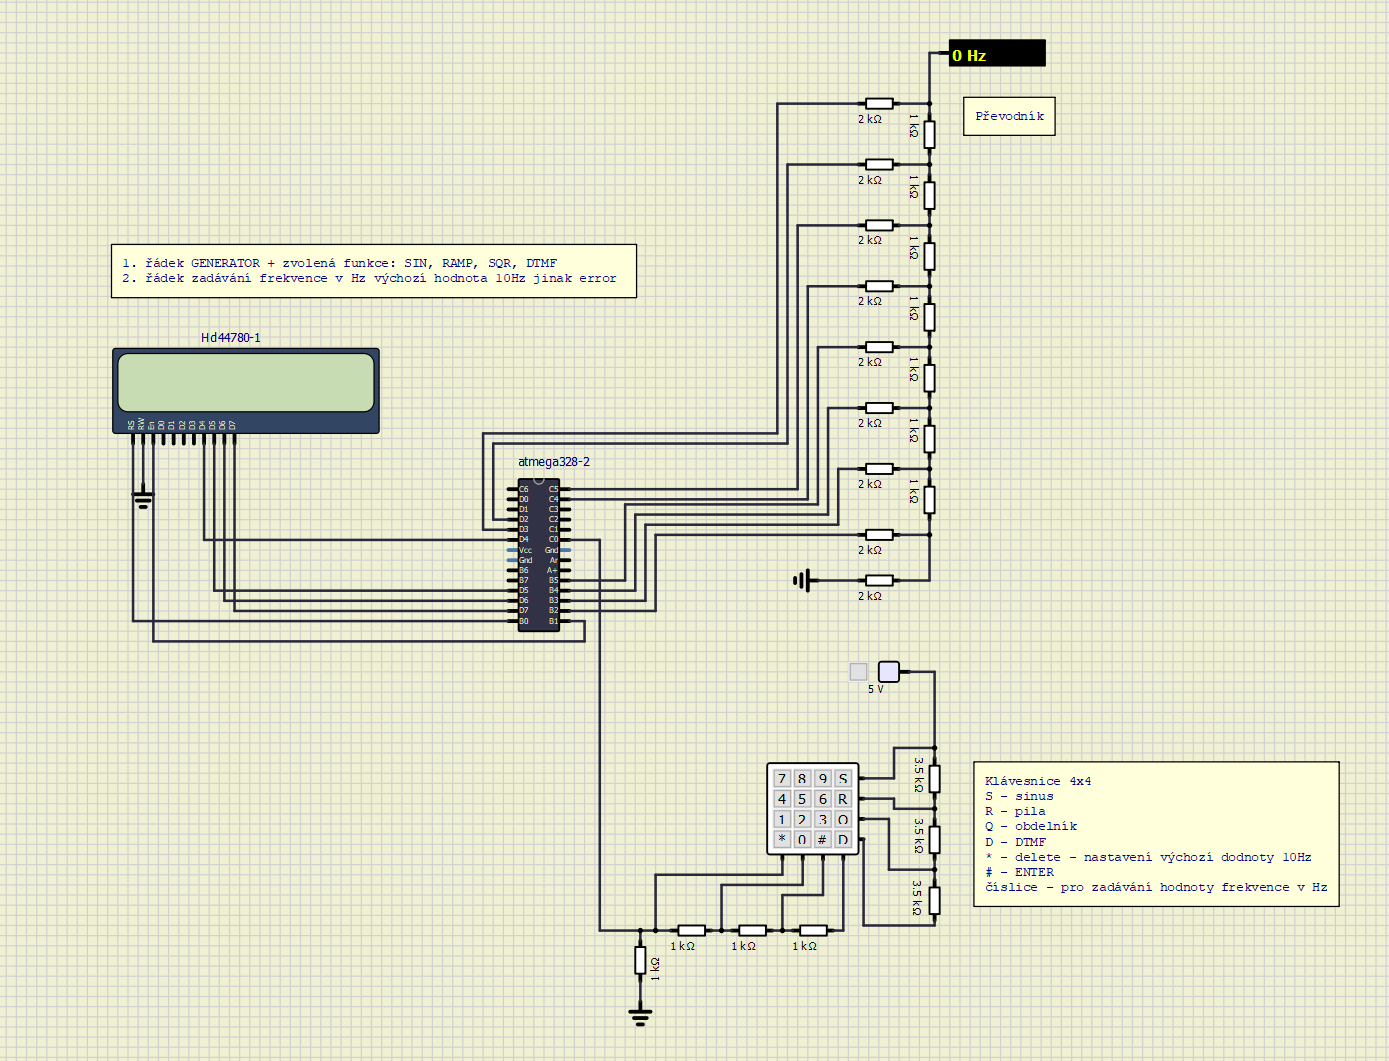 0 Hz
Převodník
2 kΩ
1 kΩ
2 kΩ
1 kΩ
2 kΩ
1 kΩ
2 kΩ
1 kΩ
2 kΩ
1 kΩ
2 kΩ
1 kΩ
2 kΩ
1 kΩ
2 kΩ
2 kΩ
1. řádek GENERATOR + zvolená funkce: SIN, RAMP, SQR, DTMF
2. řádek zadávání frekvence v Hz výchozí hodnota 10Hz jinak error
Hd44780-1
RS RW En D0 D1 D2 D3 D4 D5 D6 D7
atmega328-2
C6 C5
D0 C4
D1 C3
D2 C2
D3 C1
D4 C0
Vcc Gnd
Gnd Ar
B6 A+
B7 B5
D5 B4
D6 B3
D7 B2
B0 B1
5 V
7 8 9 S
4 5 6 R
1 2 3 Q
* 0 # D
3.5 kΩ
3.5 kΩ
3.5 kΩ
1 kΩ
1 kΩ
1 kΩ
1 kΩ
Klávesnice 4x4
S - sinus
R - pila
Q - obdelník
D - DTMF
* - delete - nastavení výchozí dodnoty 10Hz
# - ENTER
číslice - pro zadávání hodnoty frekvence v Hz